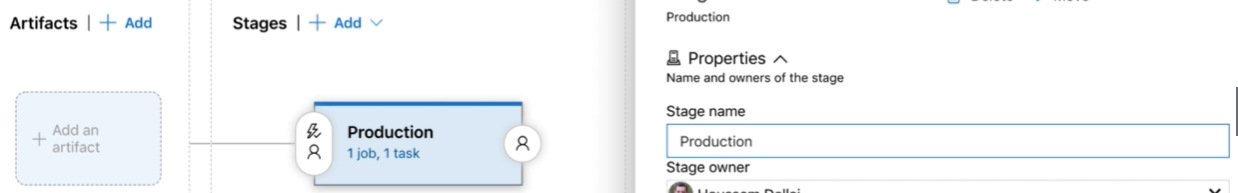 Artifacts | + Add
Stages | + Add
+ Add an
artifact
Production
1 job, 1 task
Production
Properties
Name and owners of the stage
Stage name
Production
Stage owner